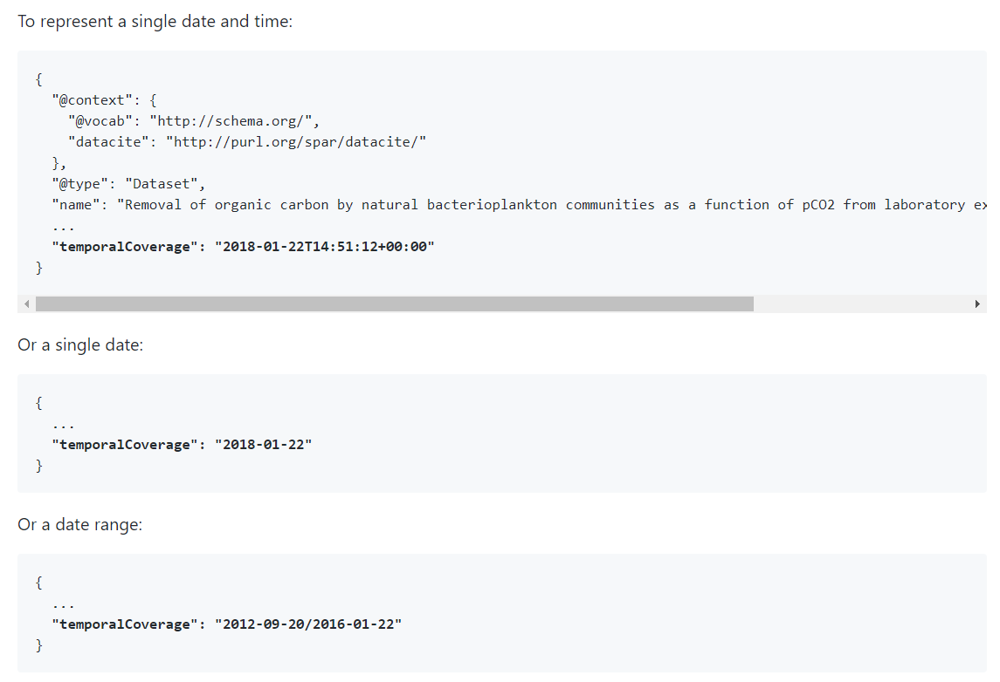 To represent a single date and time:
{
  "@context": {
    "@vocab": "http://schema.org/",
    "datacite": "http://purl.org/spar/datacite/"
  },
  "@type": "Dataset",
  "name": "Removal of organic carbon by natural bacterioplankton communities as a function of pCO2 from laboratory
  ...
  "temporalCoverage": "2018-01-22T14:51:12+00:00"
}
Or a single date:
{
  ...
  "temporalCoverage": "2018-01-22"
}
Or a date range:
{
  ...
  "temporalCoverage": "2012-09-20/2016-01-22"
}